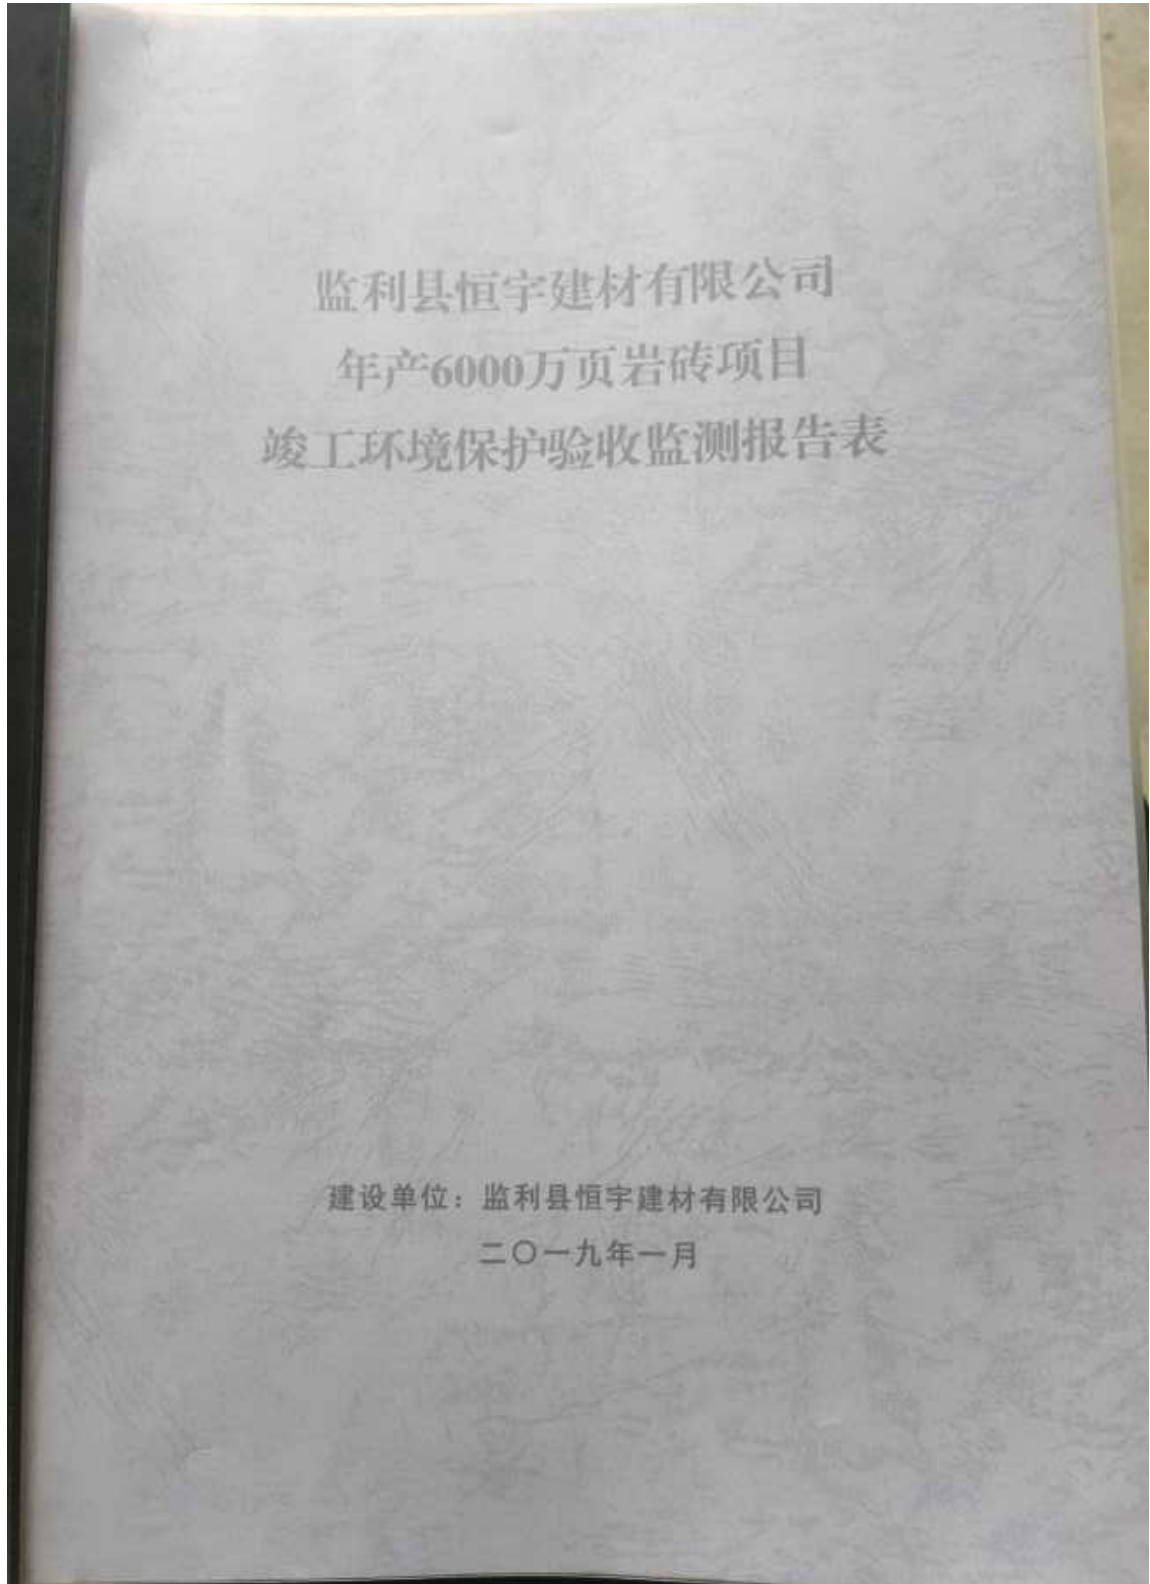 监利县恒宇建材有限公司
年产6000万页岩砖项目
竣工环境保护验收监测报告表
建设单位：监利县恒宇建材有限公司
二〇一九年一月